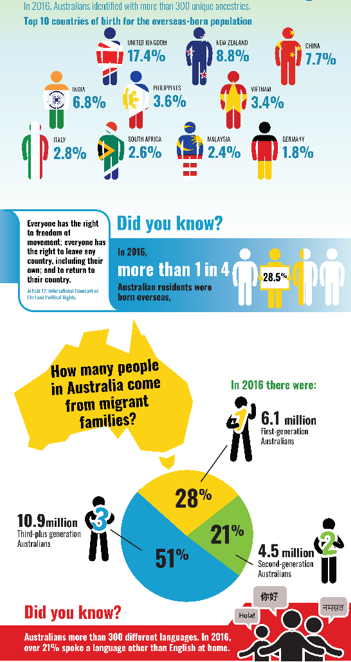 In 2016, Australians identified with more than 300 unique ancestries.
Top 10 countries of birth for the overseas-born population
UNITED KINGDOM
17.4%
NEW ZEALAND
8.8%
CHINA
7.7%
INDIA
6.8%
PHILIPPINES
3.6%
VIETNAM
3.4%
ITALY
2.8%
SOUTH AFRICA
2.6%
MALAYSIA
2.4%
GERMANY
1.8%
Everyone has the right
to freedom of
movement; everyone has
the right to leave any
country, including their
own; and to return to
their country.
Article 12: International Covenant on
Civil and Political Rights.
Did you know?
In 2016,
more than 1 in 4
Australian residents were
born overseas.
28.5%
How many people
in Australia come
from migrant
families?
In 2016 there were:
1
6.1 million
First-generation
Australians
28%
21%
51%
3
10.9 million
Third-plus generation
Australians
2
4.5 million
Second-generation
Australians
Did you know?
你好
Hola!
नमस्ते
Australians more than 300 different languages. In 2016,
over 21% spoke a language other than English at home.